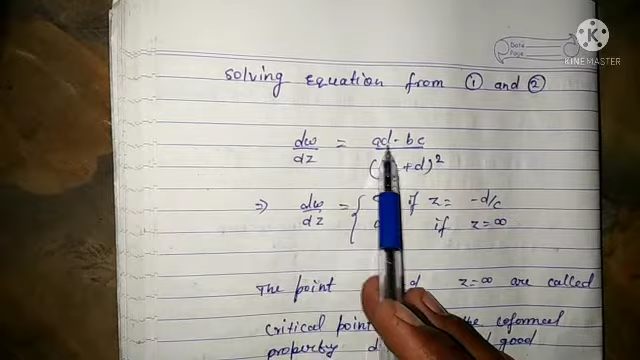 Date
Page
KINEMASTER
solving Equation from ① and ②
dw/dz = ad-bc/( +d)²
⇒ dw/dz = { if z = -d/c
if z = ∞
The point d z=∞ are called
critical point the coformeel
property d good